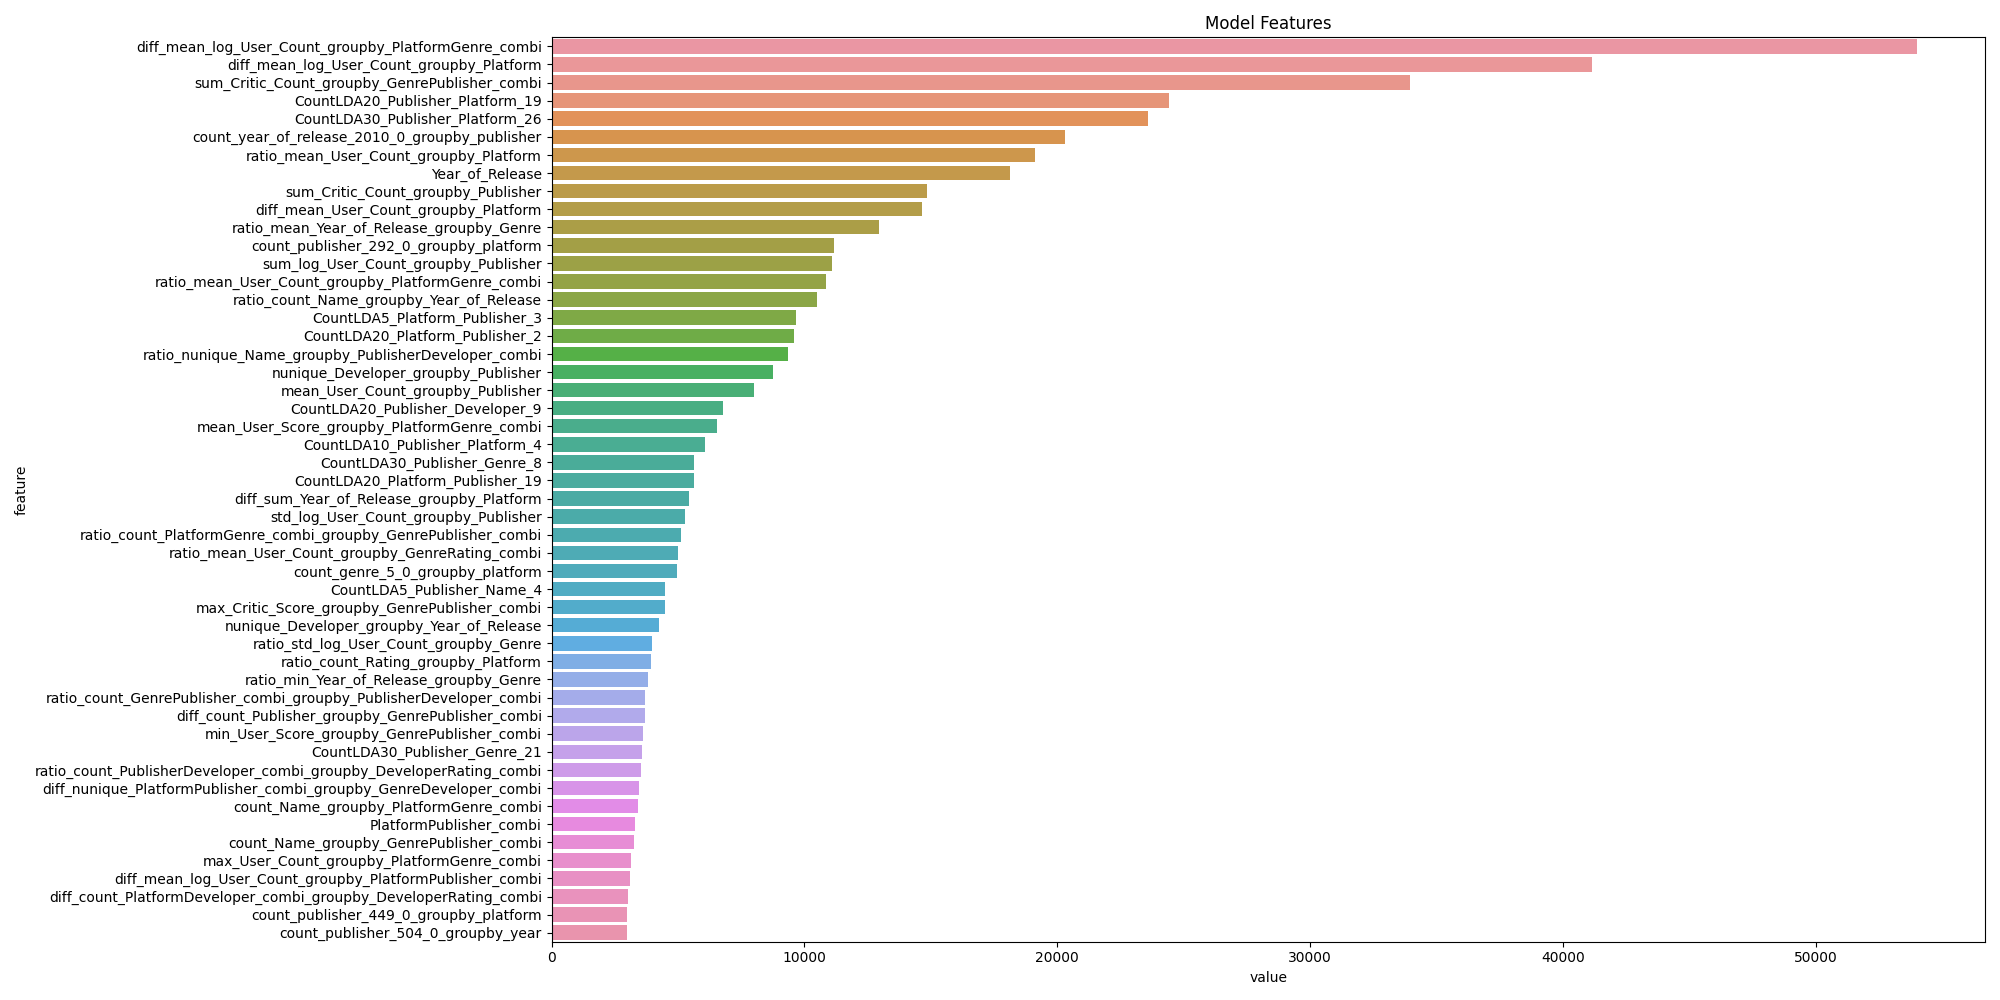 Model Features
diff_mean_log_User_Count_groupby_PlatformGenre_combi
diff_mean_log_User_Count_groupby_Platform
sum_Critic_Count_groupby_GenrePublisher_combi
CountLDA20_Publisher_Platform_19
CountLDA30_Publisher_Platform_26
count_year_of_release_2010_0_groupby_publisher
ratio_mean_User_Count_groupby_Platform
Year_of_Release
sum_Critic_Count_groupby_Publisher
diff_mean_User_Count_groupby_Platform
ratio_mean_Year_of_Release_groupby_Genre
count_publisher_292_0_groupby_platform
sum_log_User_Count_groupby_Publisher
ratio_mean_User_Count_groupby_PlatformGenre_combi
ratio_count_Name_groupby_Year_of_Release
CountLDA5_Platform_Publisher_3
CountLDA20_Platform_Publisher_2
ratio_nunique_Name_groupby_PublisherDeveloper_combi
nunique_Developer_groupby_Publisher
mean_User_Count_groupby_Publisher
CountLDA20_Publisher_Developer_9
mean_User_Score_groupby_PlatformGenre_combi
CountLDA10_Publisher_Platform_4
CountLDA30_Publisher_Genre_8
CountLDA20_Platform_Publisher_19
diff_sum_Year_of_Release_groupby_Platform
std_log_User_Count_groupby_Publisher
ratio_count_PlatformGenre_combi_groupby_GenrePublisher_combi
ratio_mean_User_Count_groupby_GenreRating_combi
count_genre_5_0_groupby_platform
CountLDA5_Publisher_Name_4
max_Critic_Score_groupby_GenrePublisher_combi
nunique_Developer_groupby_Year_of_Release
ratio_std_log_User_Count_groupby_Genre
ratio_count_Rating_groupby_Platform
ratio_min_Year_of_Release_groupby_Genre
ratio_count_GenrePublisher_combi_groupby_PublisherDeveloper_combi
diff_count_Publisher_groupby_GenrePublisher_combi
min_User_Score_groupby_GenrePublisher_combi
CountLDA30_Publisher_Genre_21
ratio_count_PublisherDeveloper_combi_groupby_DeveloperRating_combi
diff_nunique_PlatformPublisher_combi_groupby_GenreDeveloper_combi
count_Name_groupby_PlatformGenre_combi
PlatformPublisher_combi
count_Name_groupby_GenrePublisher_combi
max_User_Count_groupby_PlatformGenre_combi
diff_mean_log_User_Count_groupby_PlatformPublisher_combi
diff_count_PlatformDeveloper_combi_groupby_DeveloperRating_combi
count_publisher_449_0_groupby_platform
count_publisher_504_0_groupby_year
feature
0 10000 20000 30000 40000 50000
value